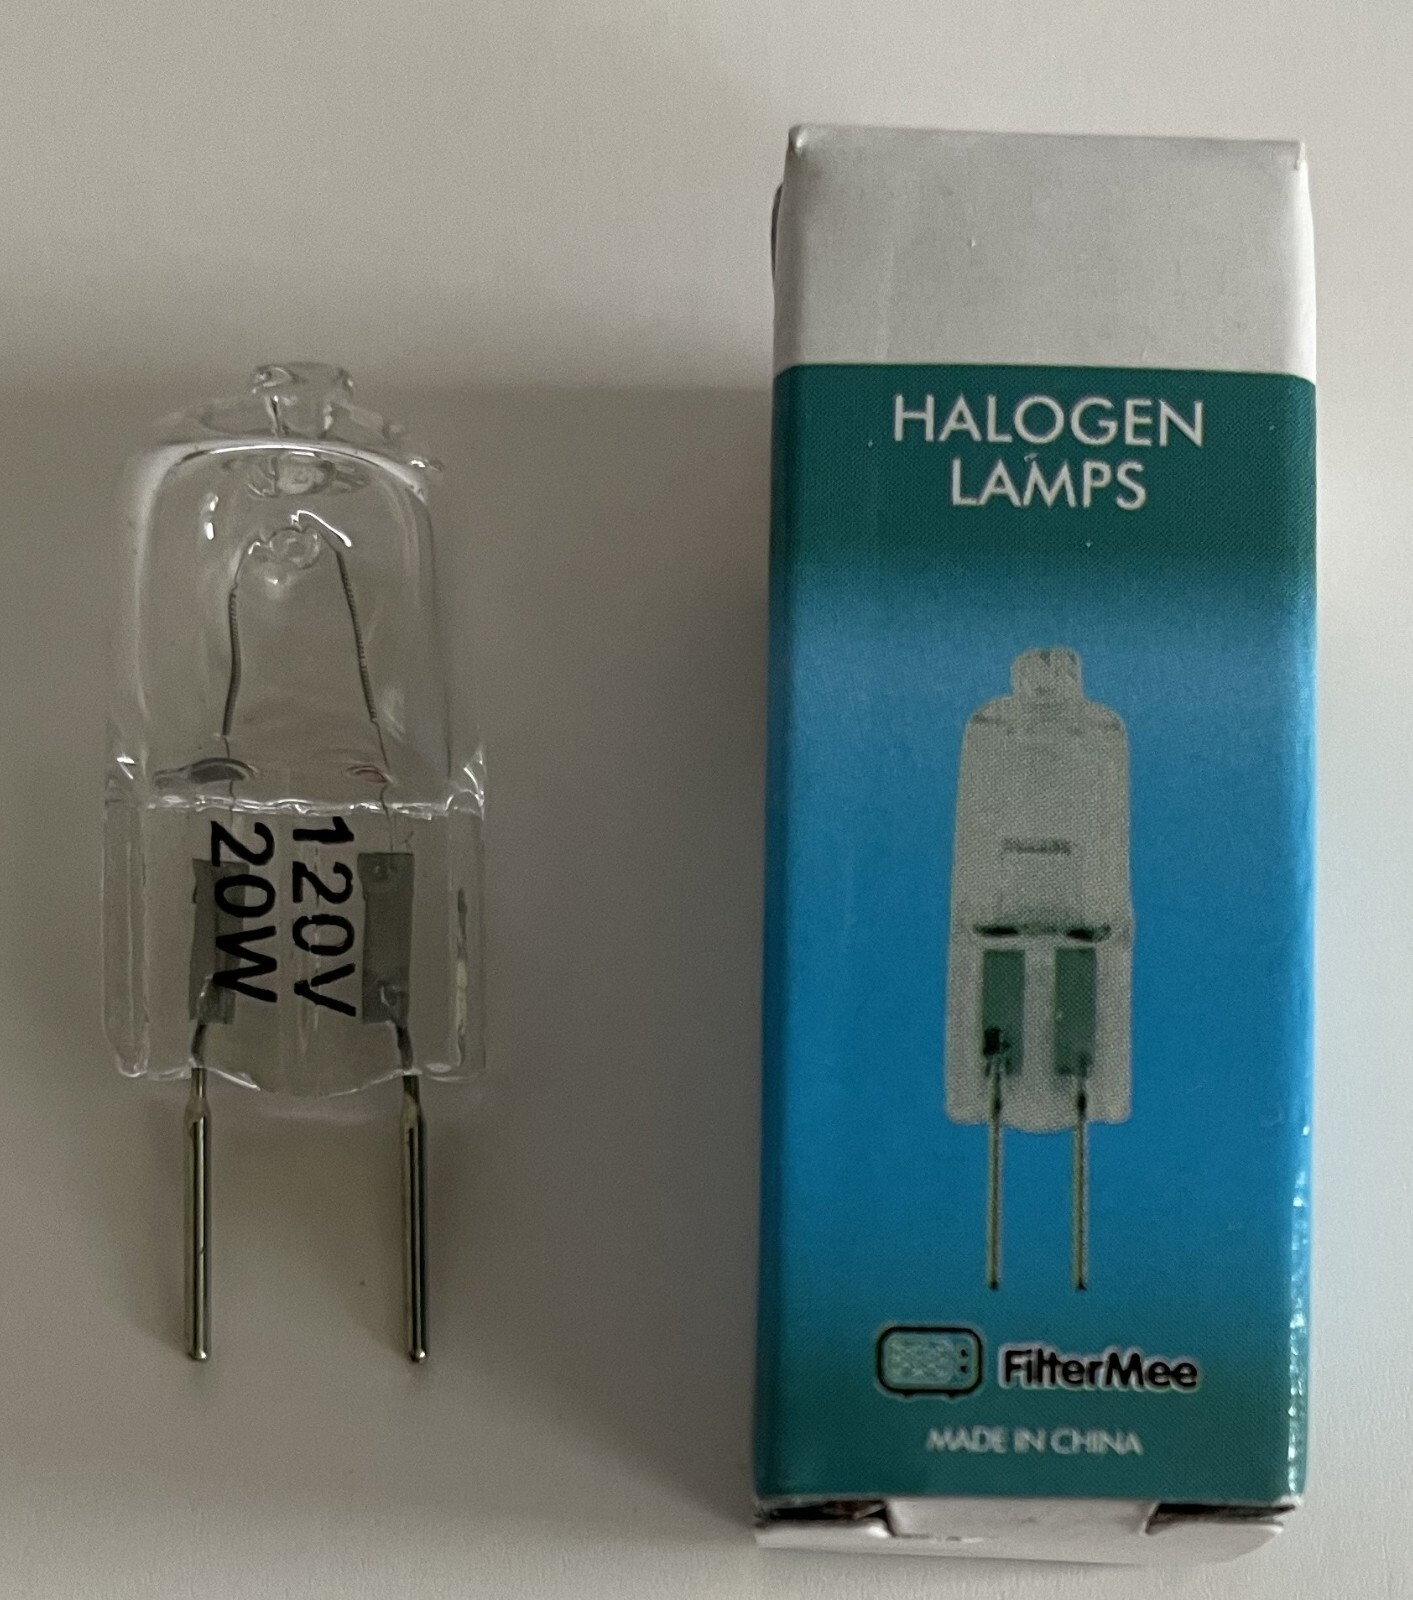 120V
20W
HALOGEN
LAMPS
FilterMee
MADE IN CHINA